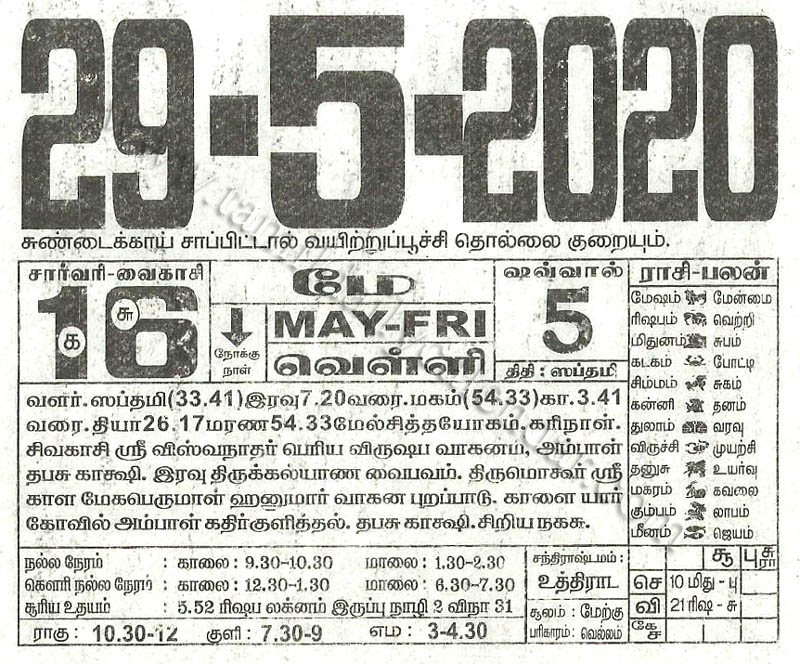 29-5-2020
சுண்டைக்காய் சாப்பிட்டால் வயிற்றுப்பூச்சி தொல்லை குறையும்.
சார்வரி-வைகாசி
16
க சு
நோக்கு
நாள்
மே
MAY-FRI
வெள்ளி
ஷவ்வால்
5
திதி : ஸப்தமி
வளர்.ஸப்தமி(33.41)இரவு7.20வரை.மகம்(54.33)கா.3.41
வரை.தியா26.17மரண54.33மேல்சித்தயோகம்.கரிநாள்.
சிவகாசி ஸ்ரீ விஸ்வநாதர் பெரிய விருஷப வாகனம், அம்பாள்
தபசு காக்ஷி. இரவு திருக்கல்யாண வைபவம். திருமொகூர் ஸ்ரீ
காள மேகபெருமாள் ஹனுமார் வாகன புறப்பாடு. காளை யார்
கோவில் அம்பாள் கதிர்குளித்தல். தபசு காக்ஷி.சிறிய நகசு.
ராசி-பலன்
மேஷம் மேன்மை
ரிஷபம் வெற்றி
மிதுனம் சுபம்
கடகம் போட்டி
சிம்மம் சுகம்
கன்னி தனம்
துலாம் வரவு
விருச்சி முயற்சி
தனுசு உயர்வு
மகரம் கவலை
கும்பம் லாபம்
மீனம் ஜெயம்
நல்ல நேரம் : காலை: 9.30-10.30 மாலை: 1.30-2.30
கௌரி நல்ல நேரம் : காலை: 12.30-1.30 மாலை: 6.30-7.30
சூரிய உதயம் : 5.52 ரிஷப லக்னம் இருப்பு நாழி 2 விநா 31
ராகு: 10.30-12 குளி: 7.30-9 எம: 3-4.30
சந்திராஷ்டமம் :
உத்திராட
சூலம்: மேற்கு
பரிகாரம்: வெல்லம்
சூ பு சு ரா
செ 10 மிது - பு
வி 21 ரிஷ - சு
கே ச